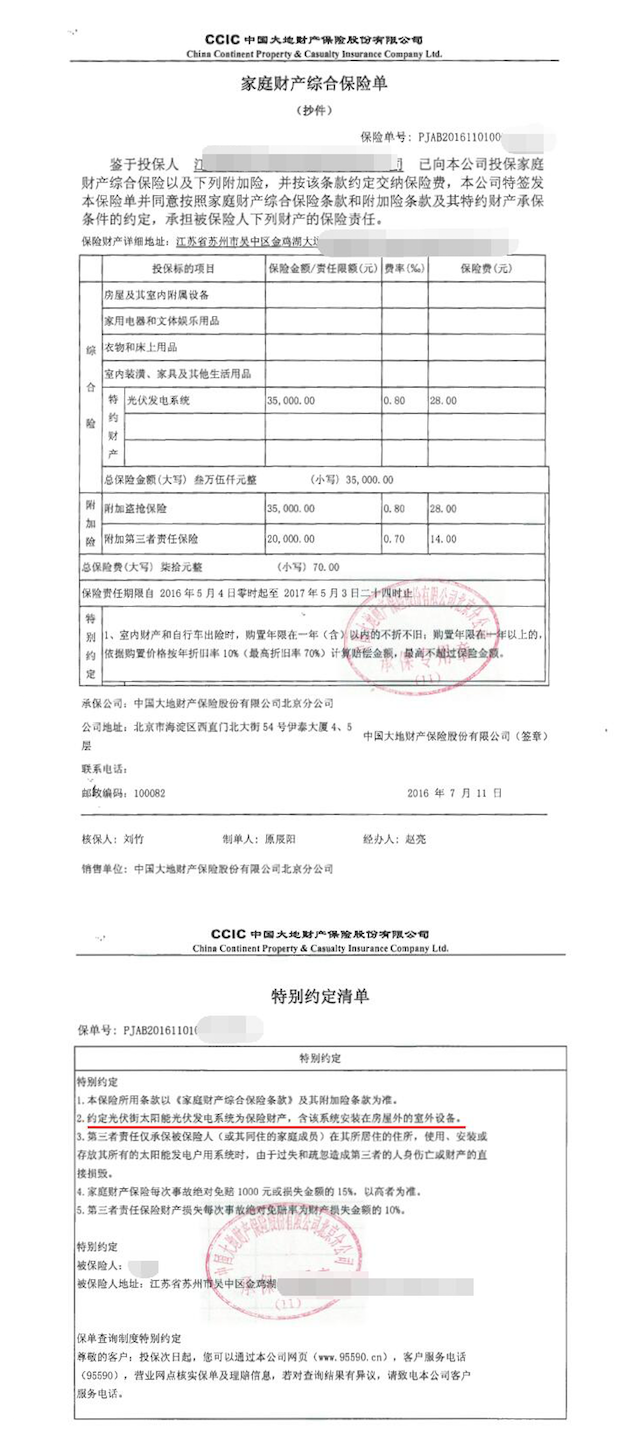 CCIC 中国大地财产保险股份有限公司
China Continent Property & Casualty Insurance Company Ltd.
家庭财产综合保险单
(抄件)
保险单号: PJAB2016110100
鉴于投保人 江 司 已向本公司投保家庭
财产综合保险以及下列附加险，并按该条款约定交纳保险费，本公司特签发
本保险单并同意按照家庭财产综合保险条款和附加险条款及其特约财产承保
条件的约定，承担被保险人下列财产的保险责任。
保险财产详细地址: 江苏省苏州市吴中区金鸡湖大道
投保标的项目 保险金额/责任限额(元) 费率(‰) 保险费(元)
综合险
房屋及其室内附属设备
家用电器和文体娱乐用品
衣物和床上用品
室内装潢、家具及其他生活用品
特约财产
光伏发电系统 35,000.00 0.80 28.00
总保险金额(大写) 叁万伍仟元整 (小写) 35,000.00
附加险
附加盗抢保险 35,000.00 0.80 28.00
附加第三者责任保险 20,000.00 0.70 14.00
总保险费(大写) 柒拾元整 (小写) 70.00
保险责任期限自 2016 年 5 月 4 日零时起至 2017 年 5 月 3 日二十四时止
特别约定
1、室内财产和自行车出险时，购置年限在一年（含）以内的不折不旧；购置年限在一年以上的，
依据购置价格按年折旧率 10%（最高折旧率 70%）计算赔偿金额，最高不超过保险金额。
承保专用章
(11)
承保公司: 中国大地财产保险股份有限公司北京分公司
公司地址: 北京市海淀区西直门北大街 54 号伊泰大厦 4、5
层
中国大地财产保险股份有限公司（签章）
联系电话:
邮政编码: 100082
2016 年 7 月 11 日
核保人: 刘竹 制单人: 原辰阳 经办人: 赵亮
销售单位: 中国大地财产保险股份有限公司北京分公司
CCIC 中国大地财产保险股份有限公司
China Continent Property & Casualty Insurance Company Ltd.
特别约定清单
保单号: PJAB20161101
特别约定
特别约定
1.本保险所用条款以《家庭财产综合保险条款》及其附加险条款为准。
2.约定光伏街太阳能光伏发电系统为保险财产，含该系统安装在房屋外的室外设备。
3.第三者责任仅承保被保险人（或其同住的家庭成员）在其所居住的住所，使用、安装或
存放其所有的太阳能发电户用系统时，由于过失和疏忽造成第三者的人身伤亡或财产的直
接损毁。
4.家庭财产保险每次事故绝对免赔 1000 元或损失金额的 15%，以高者为准。
5.第三者责任保险财产损失每次事故绝对免赔率为财产损失金额的 10%。
特别约定
被保险人:
被保险人地址: 江苏省苏州市吴中区金鸡湖
中国大地财产保险股份有限公司北京分公司
承保
(11)
保单查询制度特别约定
尊敬的客户: 投保次日起，您可以通过本公司网页（www.95590.cn），客户服务电话
（95590），营业网点核实保单及理赔信息，若对查询结果有异议，请致电本公司客户
服务电话。